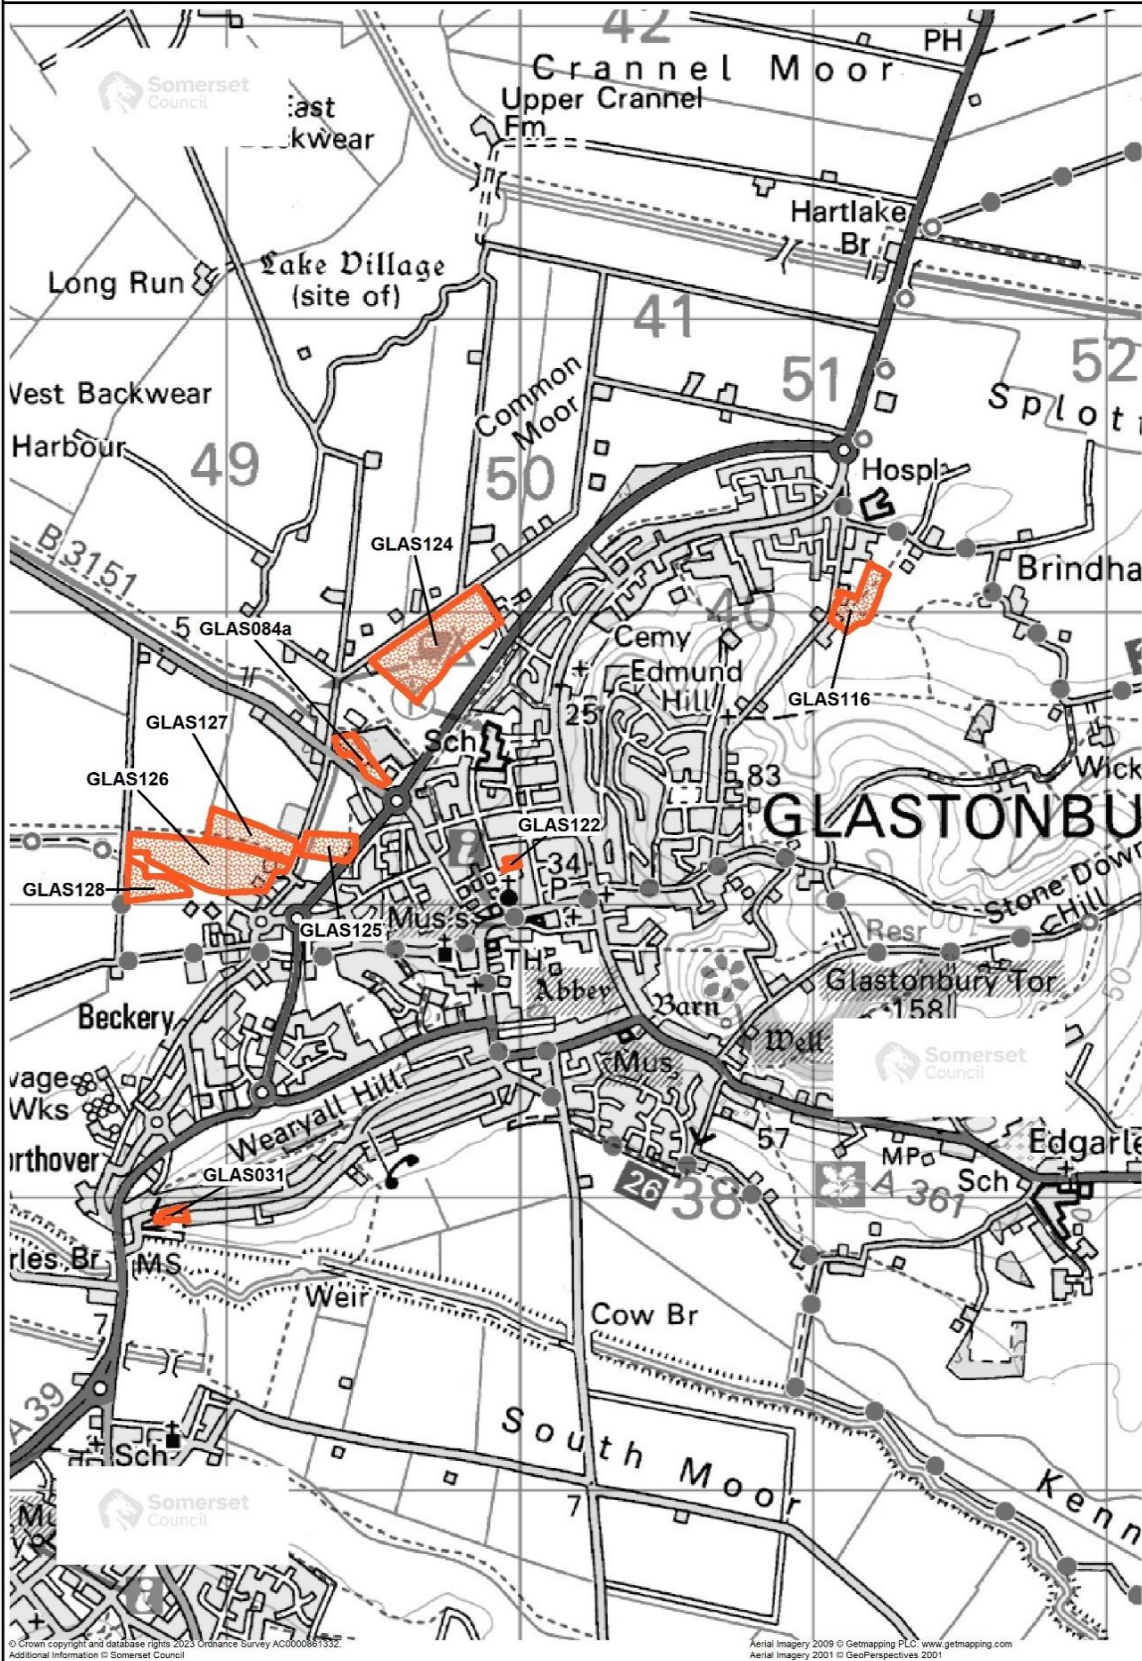 42
PH
Crannel Moor
Somerset
Council
East
Backwear
Upper Crannel
Fm
Hartlake
Br
Lake Village
(site of)
Long Run
41
51
52
West Backwear
Common
Moor
Splott
Harbour
49
50
Hospl
B 3151
GLAS124
Brindha
5
GLAS084a
40
Cemy
Edmund
Hill
GLAS116
GLAS127
25
Sch
GLAS126
83
Wick
GLASTONBU
GLAS122
34
P
GLAS128
GLAS125
Mus's
Stone Down
Hill
Resr
TH
Abbey
Barn
Glastonbury Tor
158
50
Beckery
Well
Somerset
Council
Mus
wage
Wks
Wearyall Hill
57
MP
Edgarle
orthover
Sch
GLAS031
26
38
A 361
rles Br
MS
Weir
Cow Br
7
A 39
South Moor
Sch
Kenn
Somerset
Council
7
© Crown copyright and database rights 2023 Ordnance Survey AC0000861332.
Additional Information © Somerset Council
Aerial Imagery 2009 © Getmapping PLC. www.getmapping.com
Aerial Imagery 2001 © GeoPerspectives 2001